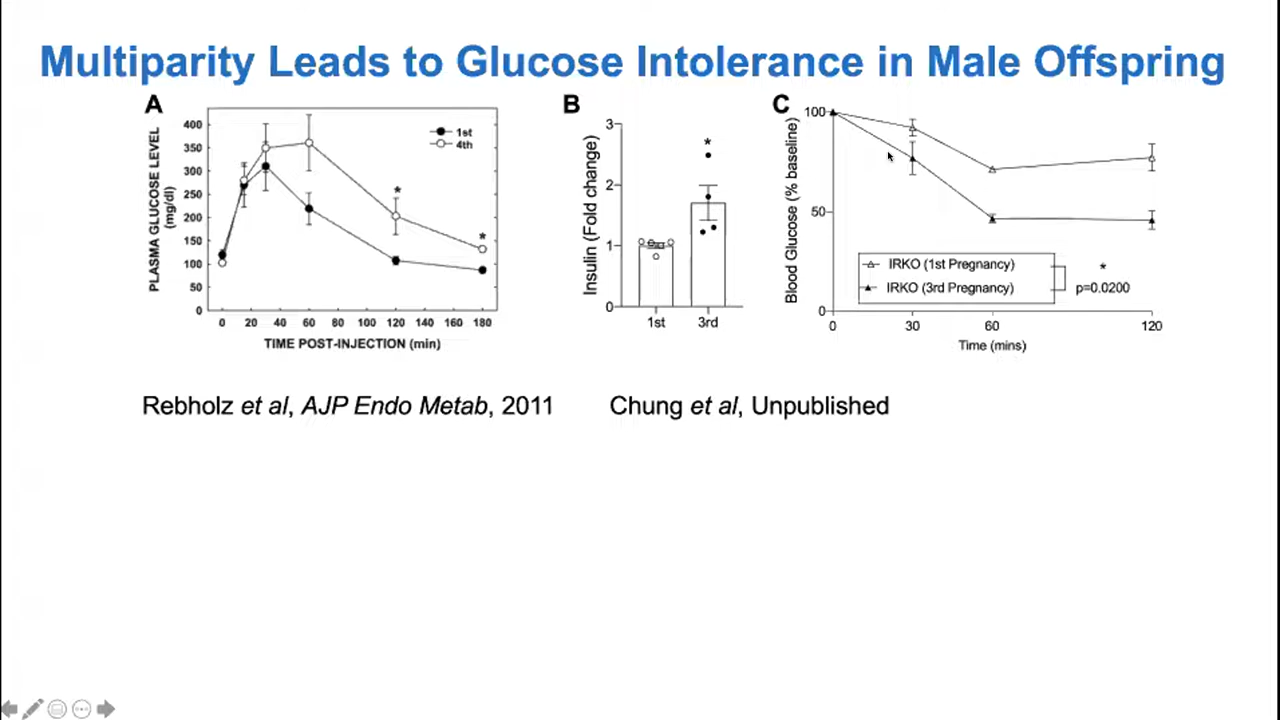 Multiparity Leads to Glucose Intolerance in Male Offspring
A
PLASMA GLUCOSE LEVEL
(mg/dl)
400
350
300
250
200
150
100
50
0
1st
4th
*
*
0 20 40 60 80 100 120 140 160 180
TIME POST-INJECTION (min)
B
Insulin (Fold change)
3
2
1
0
*
1st 3rd
C
Blood Glucose (% baseline)
100
50
0
IRKO (1st Pregnancy)
IRKO (3rd Pregnancy)
*
p=0.0200
0 30 60 120
Time (mins)
Rebholz et al, AJP Endo Metab, 2011
Chung et al, Unpublished